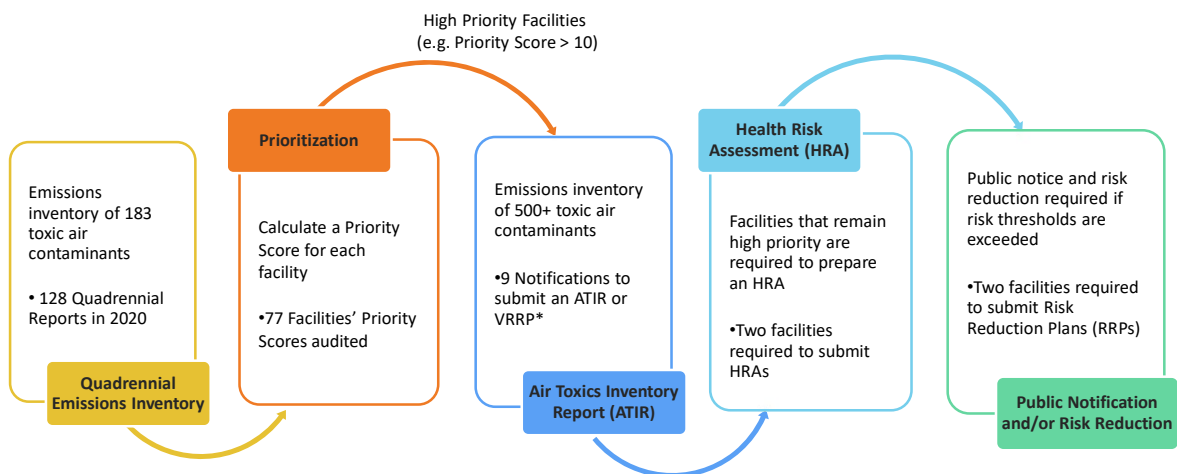 High Priority Facilities
(e.g. Priority Score > 10)
Emissions
inventory of 183
toxic air
contaminants
• 128 Quadrennial
Reports in 2020
Quadrennial
Emissions Inventory
Prioritization
Calculate a Priority
Score for each
facility
•77 Facilities’ Priority
Scores audited
Emissions inventory
of 500+ toxic air
contaminants
•9 Notifications to
submit an ATIR or
VRRP*
Air Toxics Inventory
Report (ATIR)
Health Risk
Assessment (HRA)
Facilities that remain
high priority are
required to prepare
an HRA
•Two facilities
required to submit
HRAs
Public notice and risk
reduction required if
risk thresholds are
exceeded
•Two facilities required
to submit Risk
Reduction Plans (RRPs)
Public Notification
and/or Risk Reduction